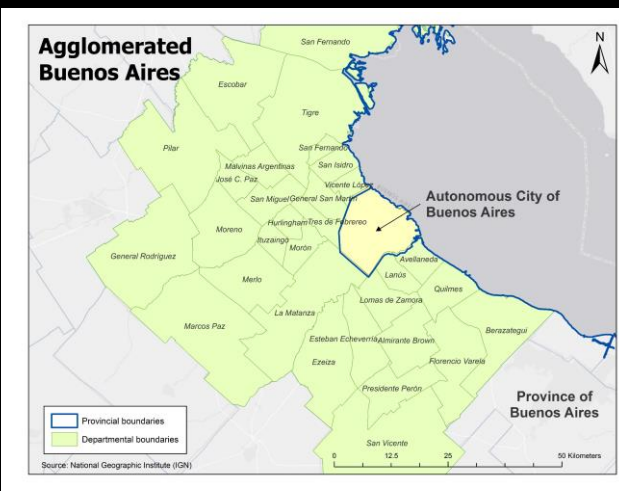 Agglomerated
Buenos Aires
N
San Fernando
Escobar
Tigre
Pilar
San Fernando
Malvinas Argentinas
San Isidro
José C. Paz
Vicente López
San Miguel
General San Martín
Autonomous City of
Buenos Aires
Hurlingham
Tres de Febrereo
Moreno
Ituzaingó
Morón
General Rodríguez
Avellaneda
Merlo
Lanús
Quilmes
Lomas de Zamora
La Matanza
Marcos Paz
Berazategui
Esteban Echeverría
Almirante Brown
Ezeiza
Florencio Varela
Presidente Perón
Province of
Buenos Aires
Provincial boundaries
Departmental boundaries
San Vicente
Source: National Geographic Institute (IGN)
0 12.5 25 50 Kilometers